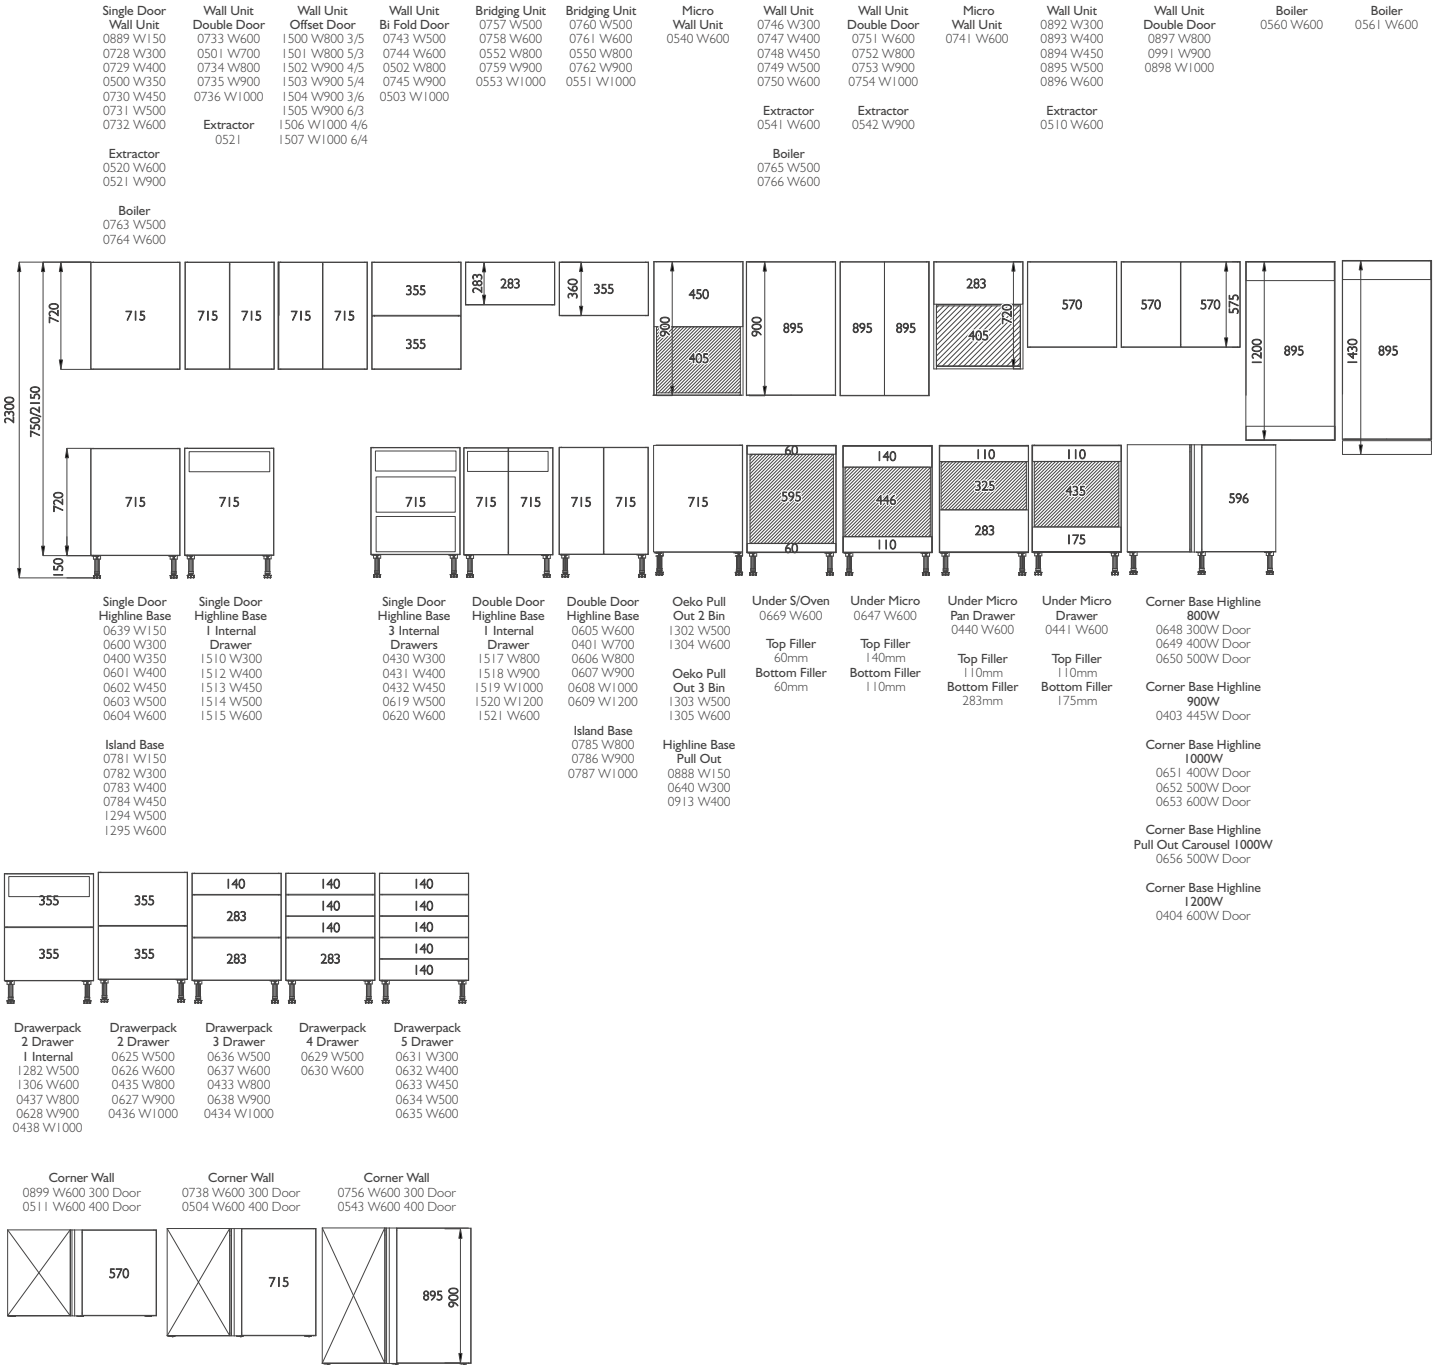 Single Door
Wall Unit
0889 W150
0728 W300
0729 W400
0500 W350
0730 W450
0731 W500
0732 W600
Extractor
0520 W600
0521 W900
Boiler
0763 W500
0764 W600
Wall Unit
Double Door
0733 W600
0501 W700
0734 W800
0735 W900
0736 W1000
Extractor
0521
Wall Unit
Offset Door
1500 W800 3/5
1501 W800 5/3
1502 W900 4/5
1503 W900 5/4
1504 W900 3/6
1505 W900 6/3
1506 W1000 4/6
1507 W1000 6/4
Wall Unit
Bi Fold Door
0743 W500
0744 W600
0502 W800
0745 W900
0503 W1000
Bridging Unit
0757 W500
0758 W600
0552 W800
0759 W900
0553 W1000
Bridging Unit
0760 W500
0761 W600
0550 W800
0762 W900
0551 W1000
Micro
Wall Unit
0540 W600
Wall Unit
0746 W300
0747 W400
0748 W450
0749 W500
0750 W600
Extractor
0541 W600
Boiler
0765 W500
0766 W600
Wall Unit
Double Door
0751 W600
0752 W800
0753 W900
0754 W1000
Extractor
0542 W900
Micro
Wall Unit
0741 W600
Wall Unit
0892 W300
0893 W400
0894 W450
0895 W500
0896 W600
Extractor
0510 W600
Wall Unit
Double Door
0897 W800
0991 W900
0898 W1000
Boiler
0560 W600
Boiler
0561 W600
2300
750/2150
720
715
715 715
715 715
355
355
283 283
360 355
450
900
405
900 895
895 895
283
720
405
570
570 570 575
1200 895
1430 895
720
150
715
715
715
715 715
715 715
715
60
595
60
140
446
110
110
325
283
110
435
175
596
Single Door
Highline Base
0639 W150
0600 W300
0400 W350
0601 W400
0602 W450
0603 W500
0604 W600
Island Base
0781 W150
0782 W300
0783 W400
0784 W450
1294 W500
1295 W600
Single Door
Highline Base
1 Internal
Drawer
1510 W300
1512 W400
1513 W450
1514 W500
1515 W600
Single Door
Highline Base
3 Internal
Drawers
0430 W300
0431 W400
0432 W450
0619 W500
0620 W600
Double Door
Highline Base
1 Internal
Drawer
1517 W800
1518 W900
1519 W1000
1520 W1200
1521 W600
Double Door
Highline Base
0605 W600
0401 W700
0606 W800
0607 W900
0608 W1000
0609 W1200
Island Base
0785 W800
0786 W900
0787 W1000
Oeko Pull
Out 2 Bin
1302 W500
1304 W600
Oeko Pull
Out 3 Bin
1303 W500
1305 W600
Highline Base
Pull Out
0888 W150
0640 W300
0913 W400
Under S/Oven
0669 W600
Top Filler
60mm
Bottom Filler
60mm
Under Micro
0647 W600
Top Filler
140mm
Bottom Filler
110mm
Under Micro
Pan Drawer
0440 W600
Top Filler
110mm
Bottom Filler
283mm
Under Micro
Drawer
0441 W600
Top Filler
110mm
Bottom Filler
175mm
Corner Base Highline
800W
0648 300W Door
0649 400W Door
0650 500W Door
Corner Base Highline
900W
0403 445W Door
Corner Base Highline
1000W
0651 400W Door
0652 500W Door
0653 600W Door
Corner Base Highline
Pull Out Carousel 1000W
0656 500W Door
Corner Base Highline
1200W
0404 600W Door
355
355
355
355
140
283
283
140
140
140
283
140
140
140
140
140
Drawerpack
2 Drawer
1 Internal
1282 W500
1306 W600
0437 W800
0628 W900
0438 W1000
Drawerpack
2 Drawer
0625 W500
0626 W600
0435 W800
0627 W900
0436 W1000
Drawerpack
3 Drawer
0636 W500
0637 W600
0433 W800
0638 W900
0434 W1000
Drawerpack
4 Drawer
0629 W500
0630 W600
Drawerpack
5 Drawer
0631 W300
0632 W400
0633 W450
0634 W500
0635 W600
Corner Wall
0899 W600 300 Door
0511 W600 400 Door
Corner Wall
0738 W600 300 Door
0504 W600 400 Door
Corner Wall
0756 W600 300 Door
0543 W600 400 Door
570
715
895 900